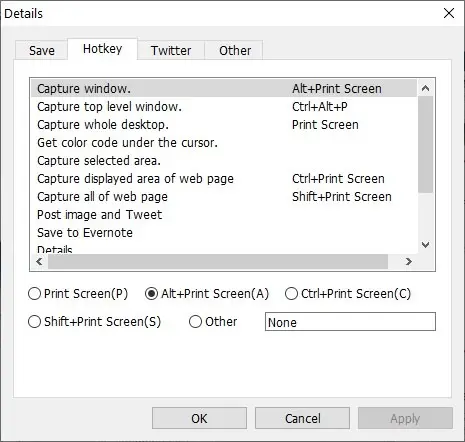 Details
Save Hotkey Twitter Other
Capture window. Alt+Print Screen
Capture top level window. Ctrl+Alt+P
Capture whole desktop. Print Screen
Get color code under the cursor.
Capture selected area.
Capture displayed area of web page Ctrl+Print Screen
Capture all of web page Shift+Print Screen
Post image and Tweet
Save to Evernote
Details
Print Screen(P) Alt+Print Screen(A) Ctrl+Print Screen(C)
Shift+Print Screen(S) Other None
OK Cancel Apply